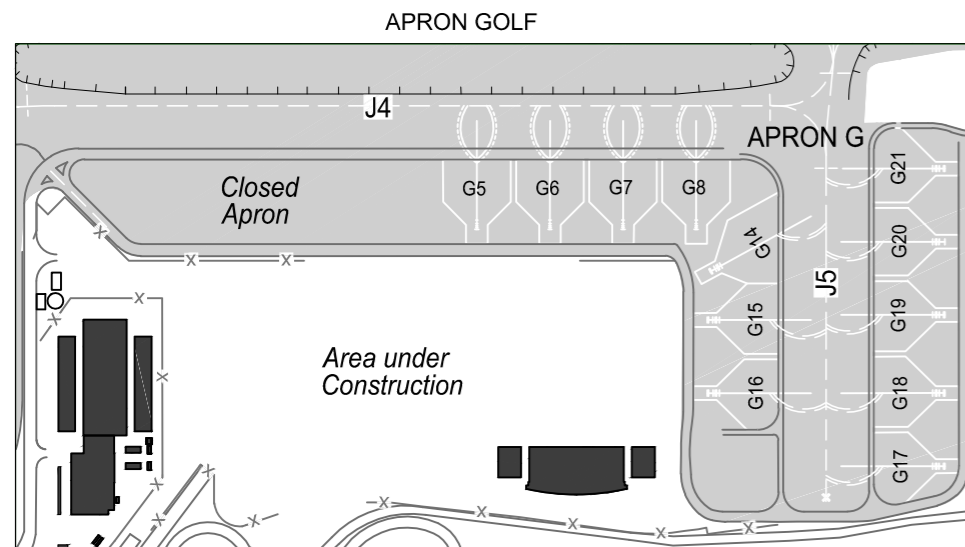 APRON GOLF
J4
APRON G
G21
Closed
Apron
G5
G6
G7
G8
G14
G20
J5
G15
G19
Area under
Construction
G16
G18
G17